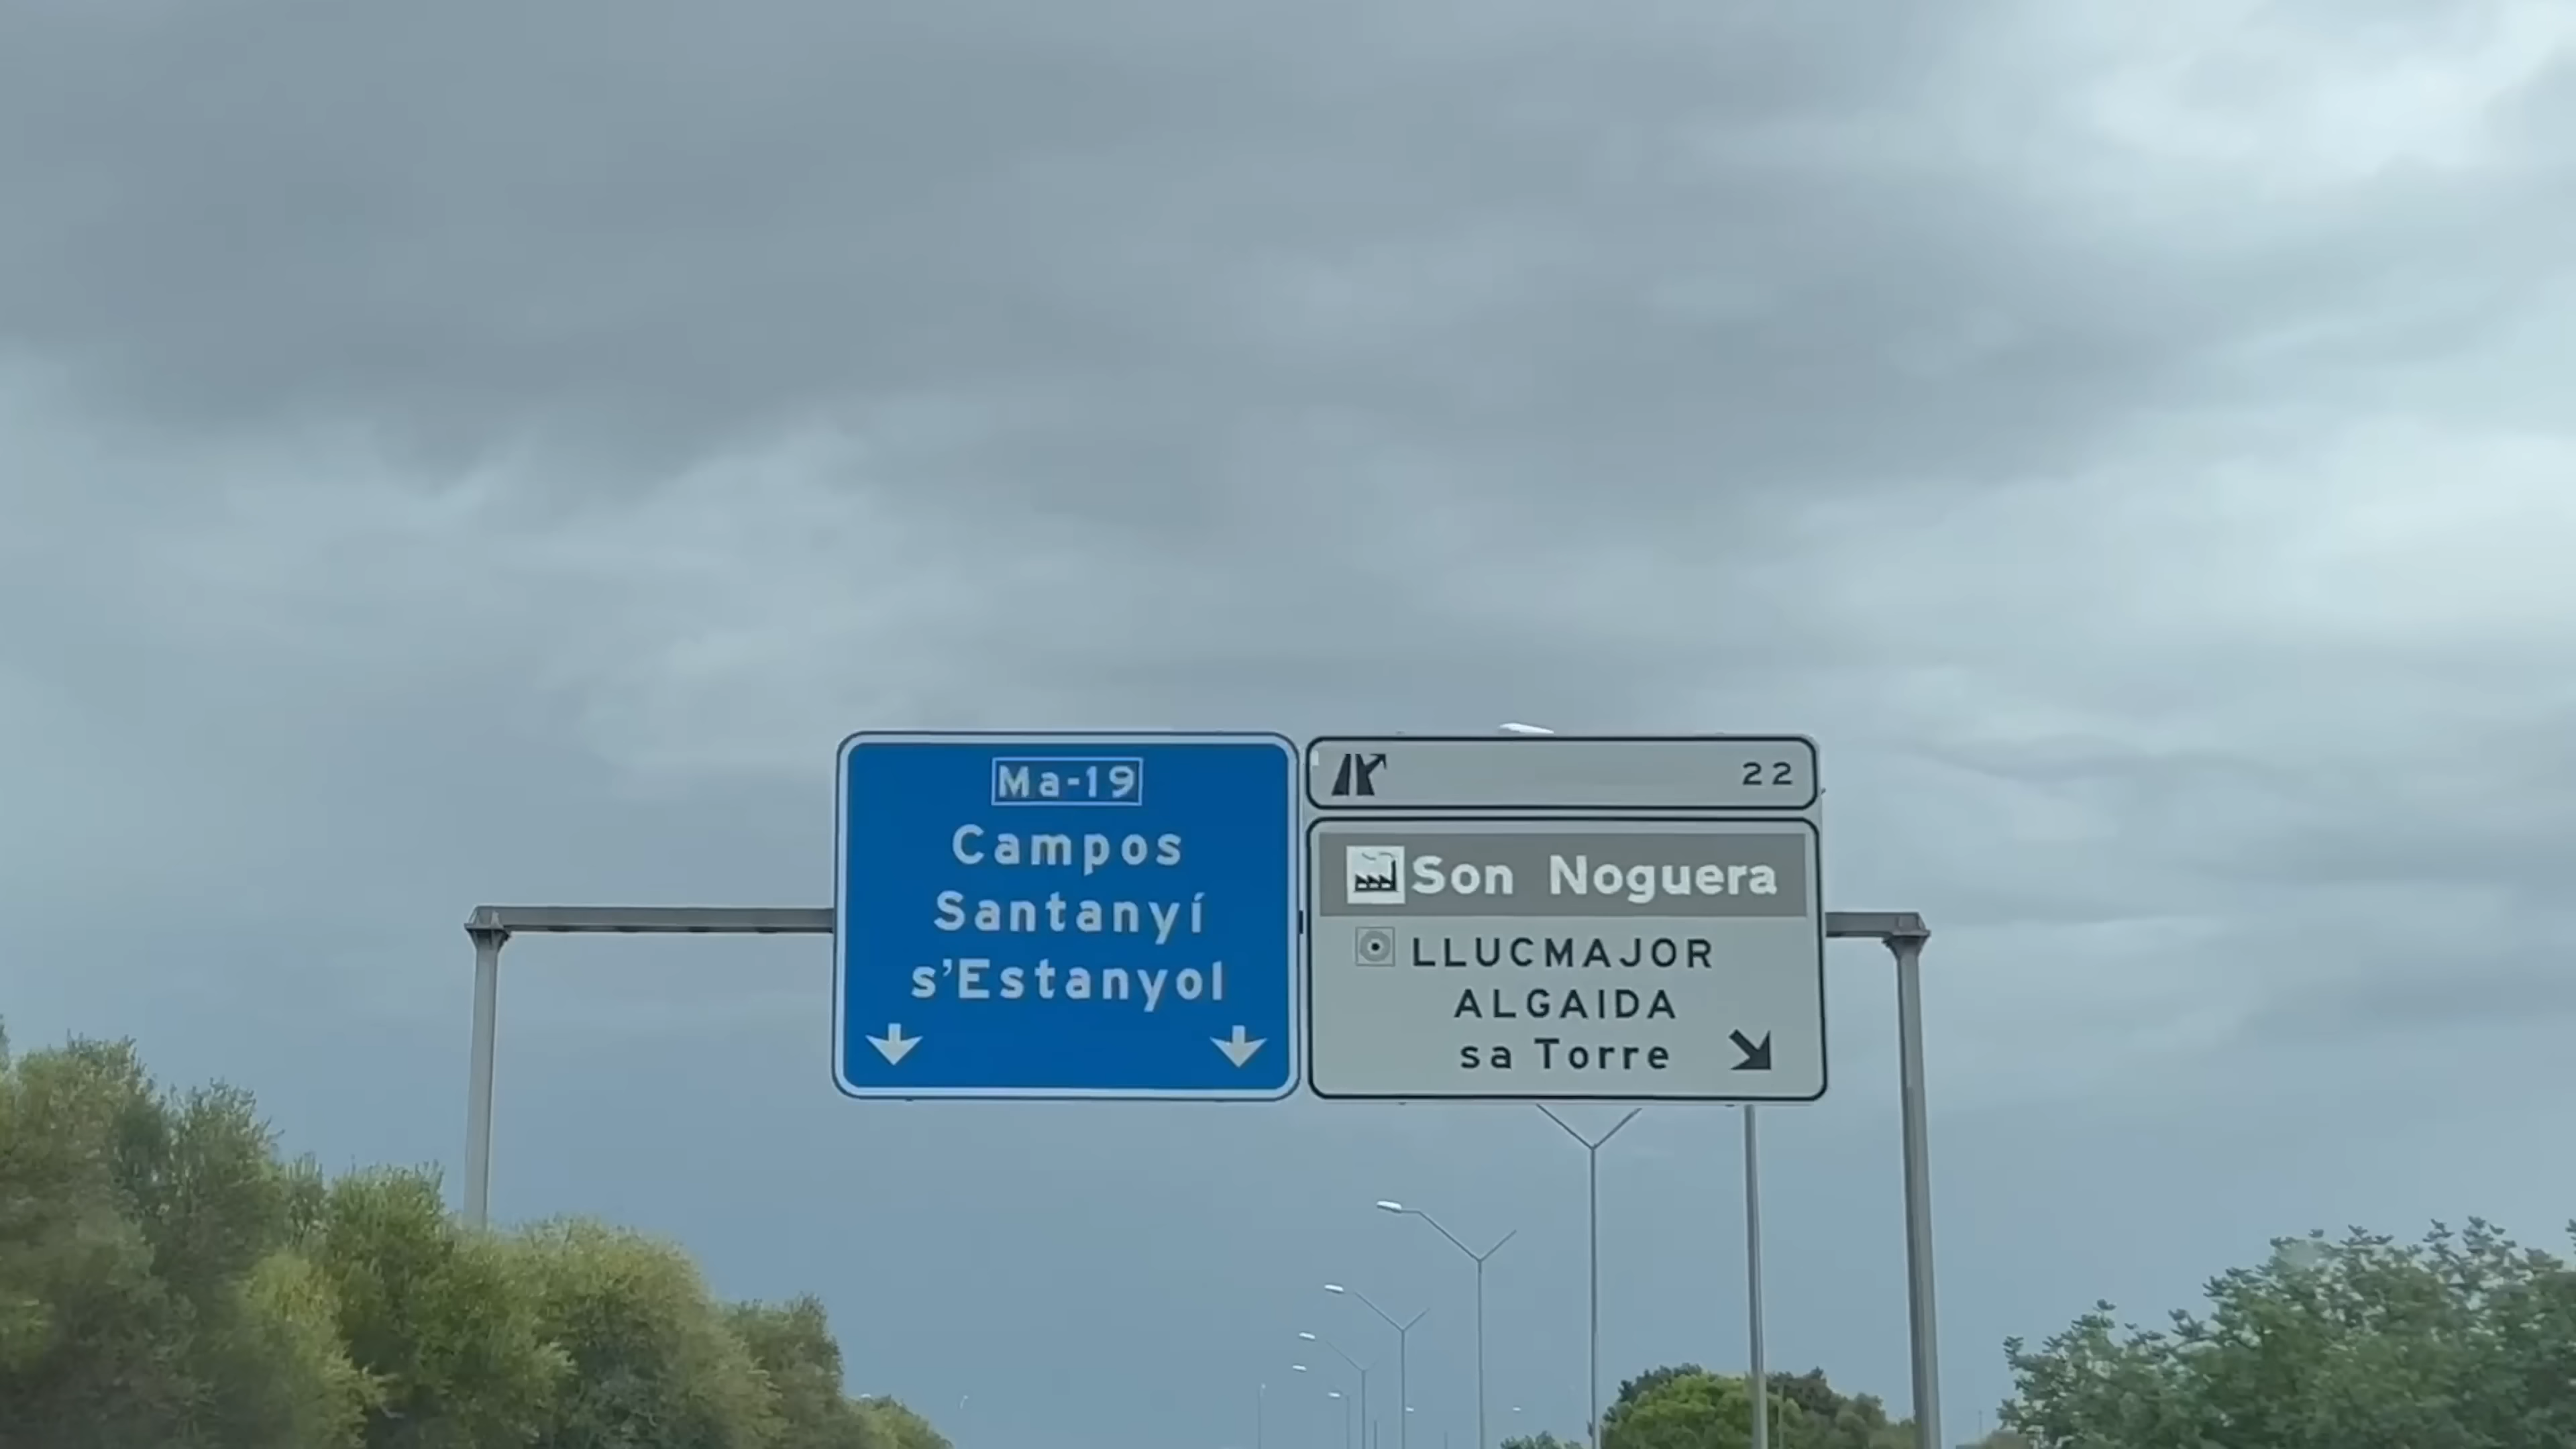 Ma-19
Campos
Santanyí
s'Estanyol
22
Son Noguera
LLUCMAJOR
ALGAIDA
sa Torre